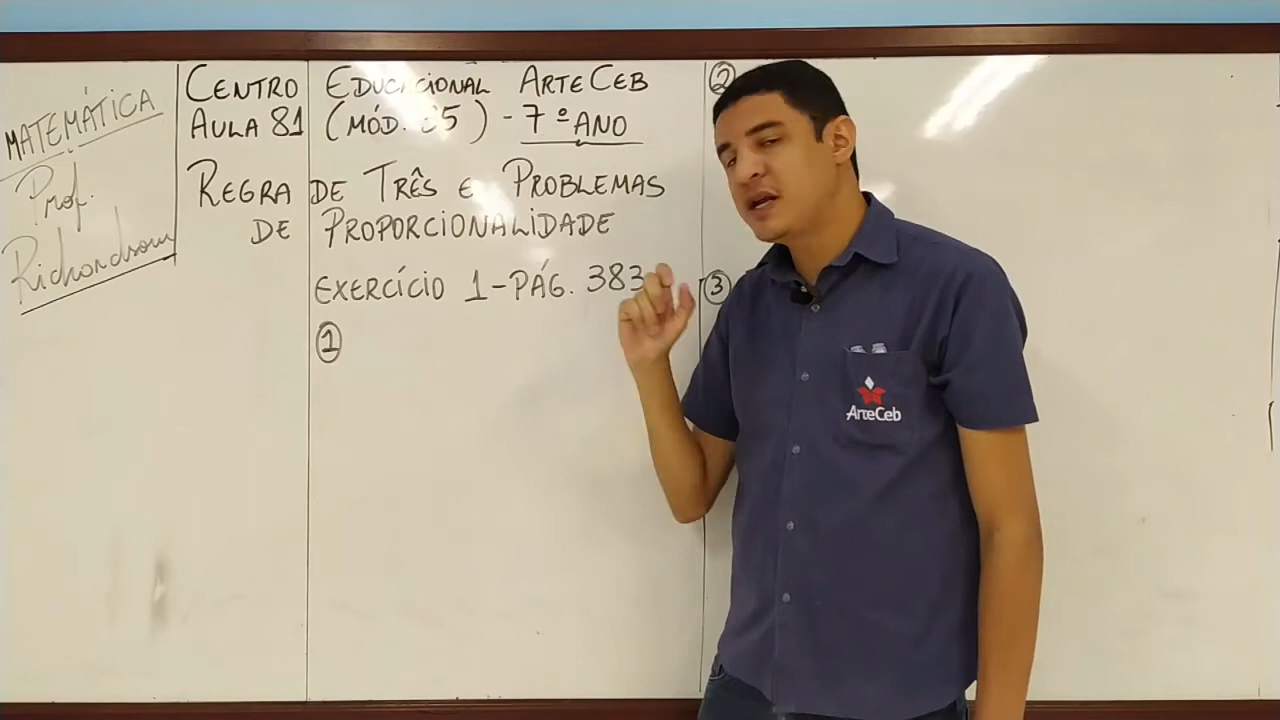 MATEMÁTICA
Prof.
Richardson
CENTRO EDUCACIONAL ARTECEB
AULA 81 (MÓD. 5) - 7º ANO
REGRA DE TRÊS E PROBLEMAS
DE PROPORCIONALIDADE
EXERCÍCIO 1 - PÁG. 383
1
2
3
ArteCeb